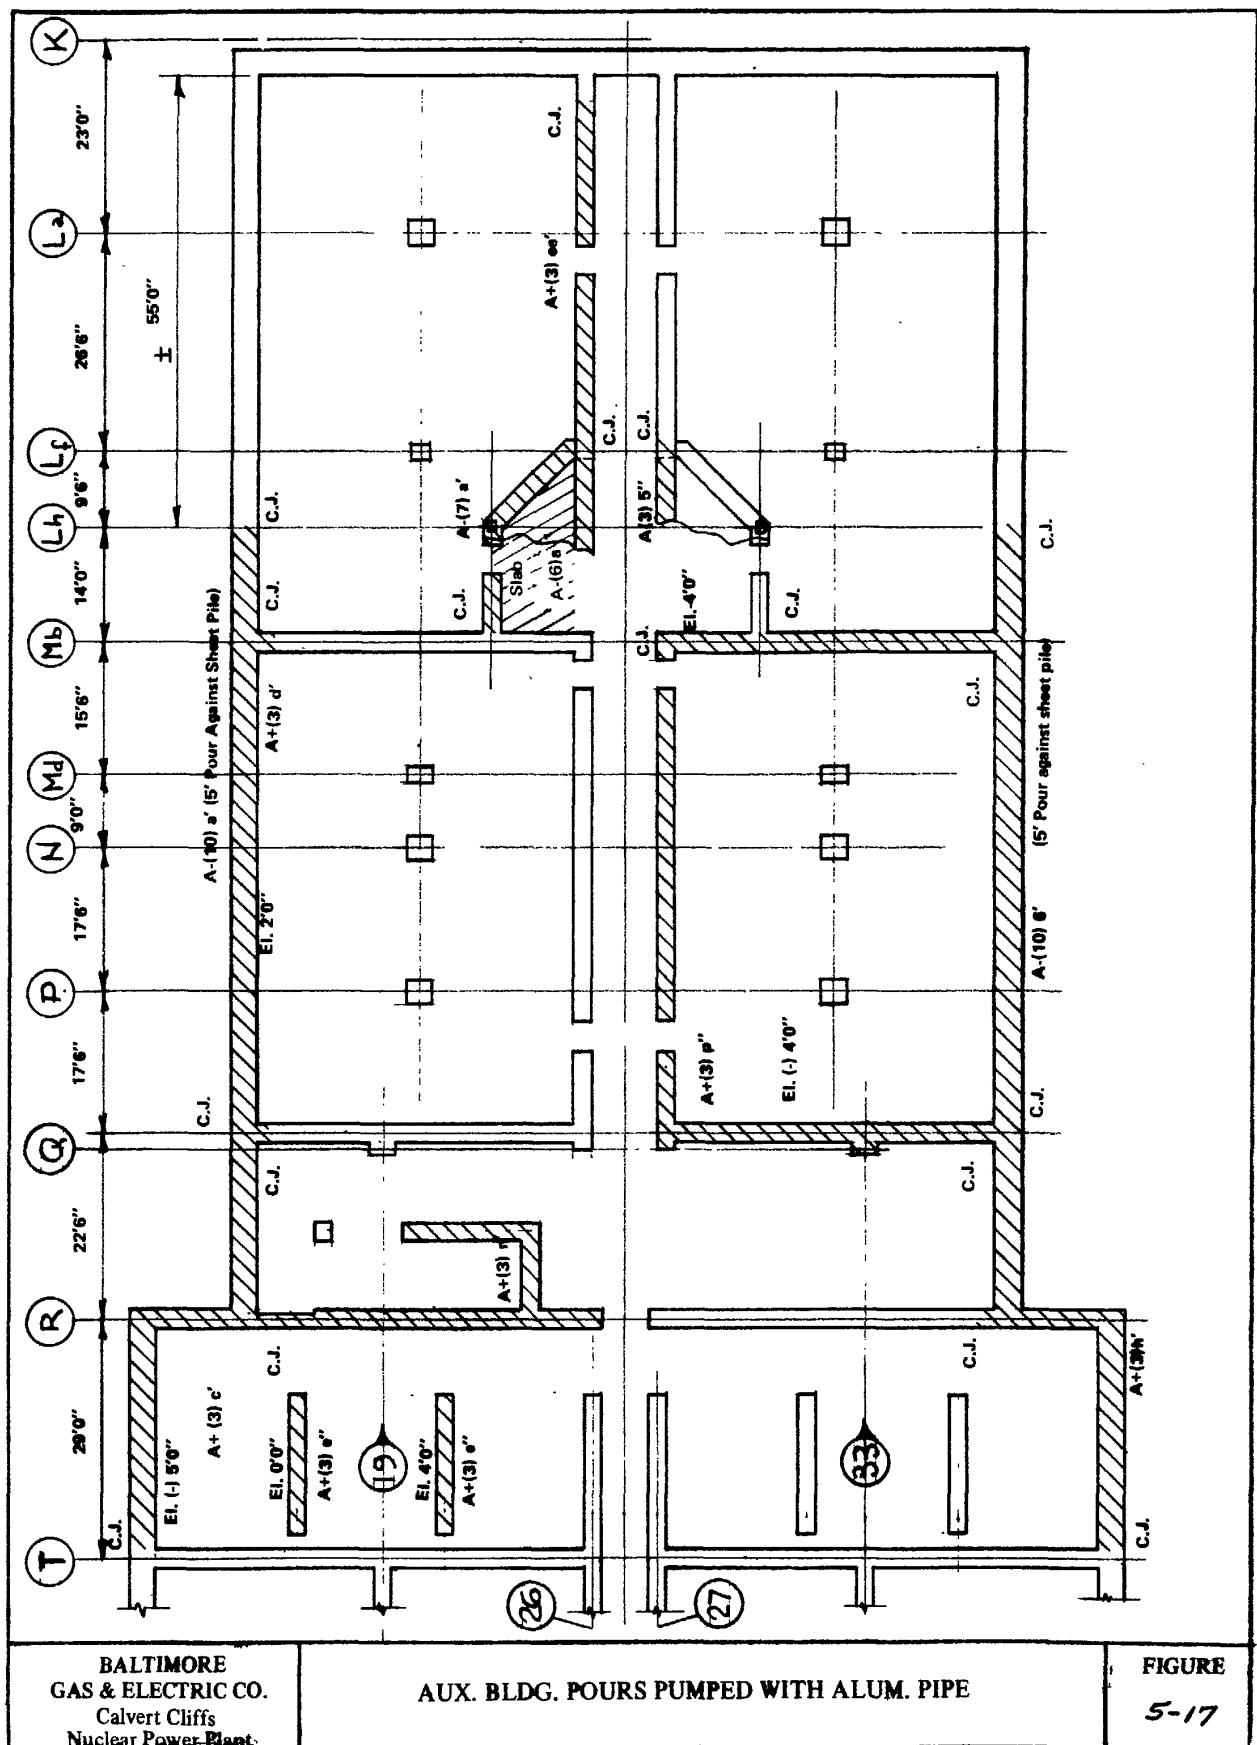 K
23'0"
La
26'6"
± 55'0"
Lf
9'6"
Lh
14'0"
Mb
15'6"
Md
9'0"
N
17'6"
P
17'6"
Q
22'6"
R
29'0"
T
C.J.
A+(3) ee'
C.J.
C.J.
A-(7) a'
A(3) 5"
C.J.
C.J.
C.J.
C.J.
Slab
A-(6)a
El.-4'0"
C.J.
C.J.
A-(10) a' (5' Pour Against Sheet Pile)
A+(3) d'
C.J.
(5' Pour against sheet pile)
El. 2'0"
A-(10) 6'
A+(3) p"
El. (-) 4'0"
C.J.
C.J.
C.J.
C.J.
A+(3) r
C.J.
C.J.
A+(3)h'
A+ (3) c'
El. (-) 5'0"
El. 0'0"
A+(3) e"
19
El. 4'0"
A+(3) e"
33
C.J.
C.J.
26
27
BALTIMORE
GAS & ELECTRIC CO.
Calvert Cliffs
Nuclear Power Plant
AUX. BLDG. POURS PUMPED WITH ALUM. PIPE
FIGURE
5-17